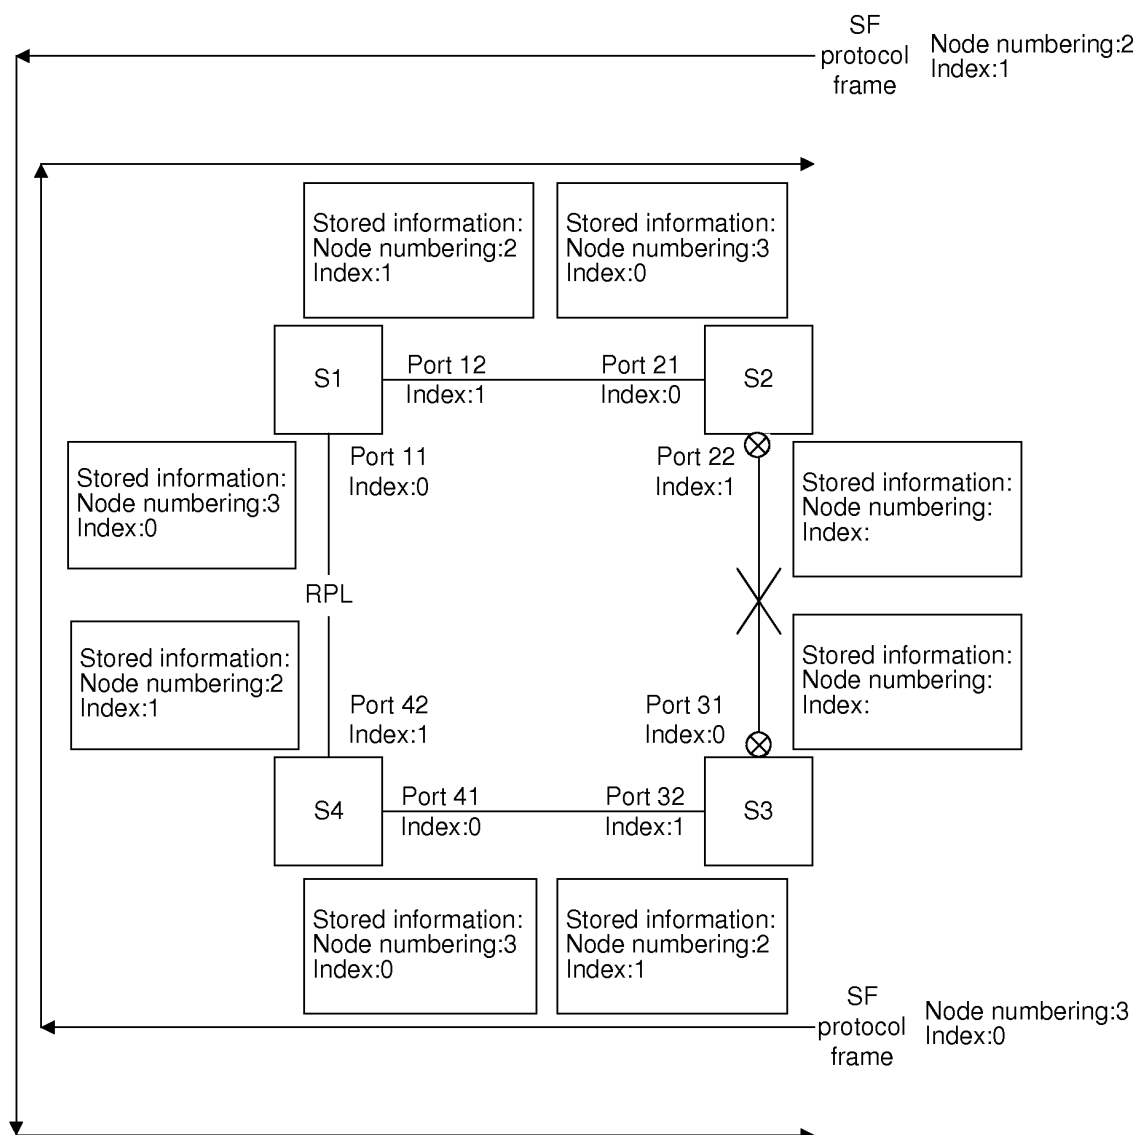 SF
protocol
frame
Node numbering:2
Index:1
Stored information:
Node numbering:2
Index:1
Stored information:
Node numbering:3
Index:0
S1
Port 12
Index:1
Port 21
Index:0
S2
Port 11
Index:0
Port 22
Index:1
Stored information:
Node numbering:3
Index:0
Stored information:
Node numbering:
Index:
RPL
Stored information:
Node numbering:2
Index:1
Stored information:
Node numbering:
Index:
Port 42
Index:1
Port 31
Index:0
S4
Port 41
Index:0
Port 32
Index:1
S3
Stored information:
Node numbering:3
Index:0
Stored information:
Node numbering:2
Index:1
SF
protocol
frame
Node numbering:3
Index:0